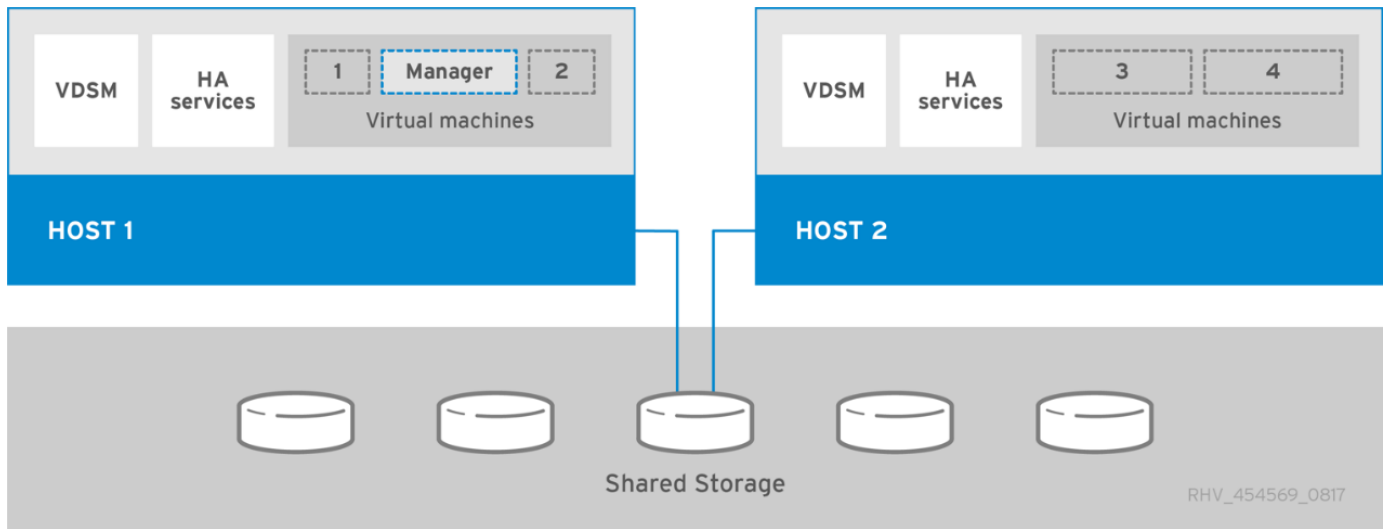 VDSM
HA
services
1
Manager
2
Virtual machines
HOST 1
VDSM
HA
services
3
4
Virtual machines
HOST 2
Shared Storage
RHV_454569_0817